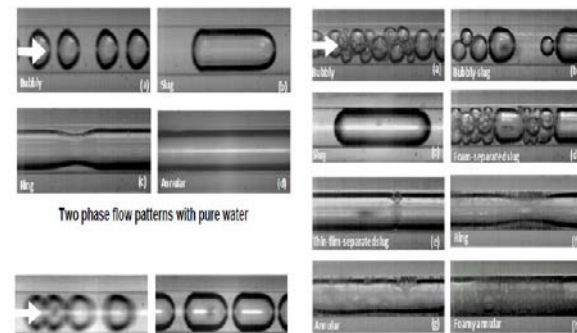 Bubbly (a)
Slug (b)
Ring (c)
Annular (d)
Two phase flow patterns with pure water
Bubbly (a)
Bubbly-slug (b
Slug (c)
Foam-separated slug (d
Thin-film-separated slug (e)
Ring
Annular (g)
Foamy annular